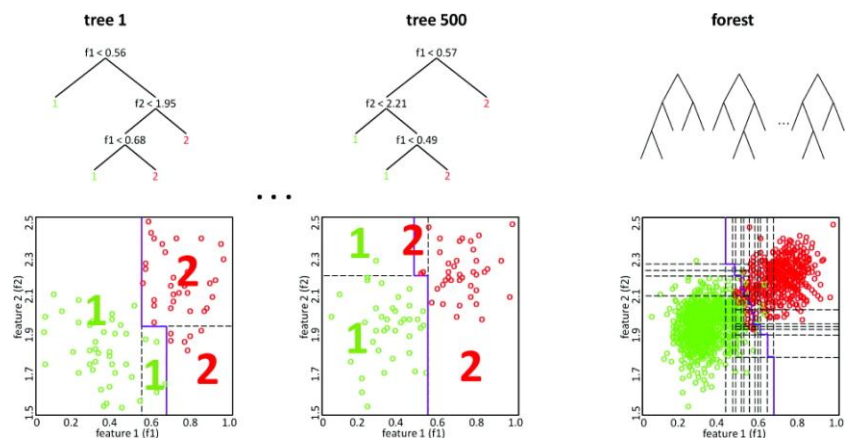 tree 1
f1 < 0.56
1
f2 < 1.95
f1 < 0.68
2
1
2
tree 500
f1 < 0.57
f2 < 2.21
2
1
f1 < 0.49
1
2
forest
...
...
feature 2 (f2)
1.5 1.7 1.9 2.1 2.3 2.5
1
2
1
2
0.0 0.2 0.4 0.6 0.8 1.0
feature 1 (f1)
feature 2 (f2)
1.5 1.7 1.9 2.1 2.3 2.5
1
2
1
2
0.0 0.2 0.4 0.6 0.8 1.0
feature 1 (f1)
feature 2 (f2)
1.5 1.7 1.9 2.1 2.3 2.5
0.0 0.2 0.4 0.6 0.8 1.0
feature 1 (f1)